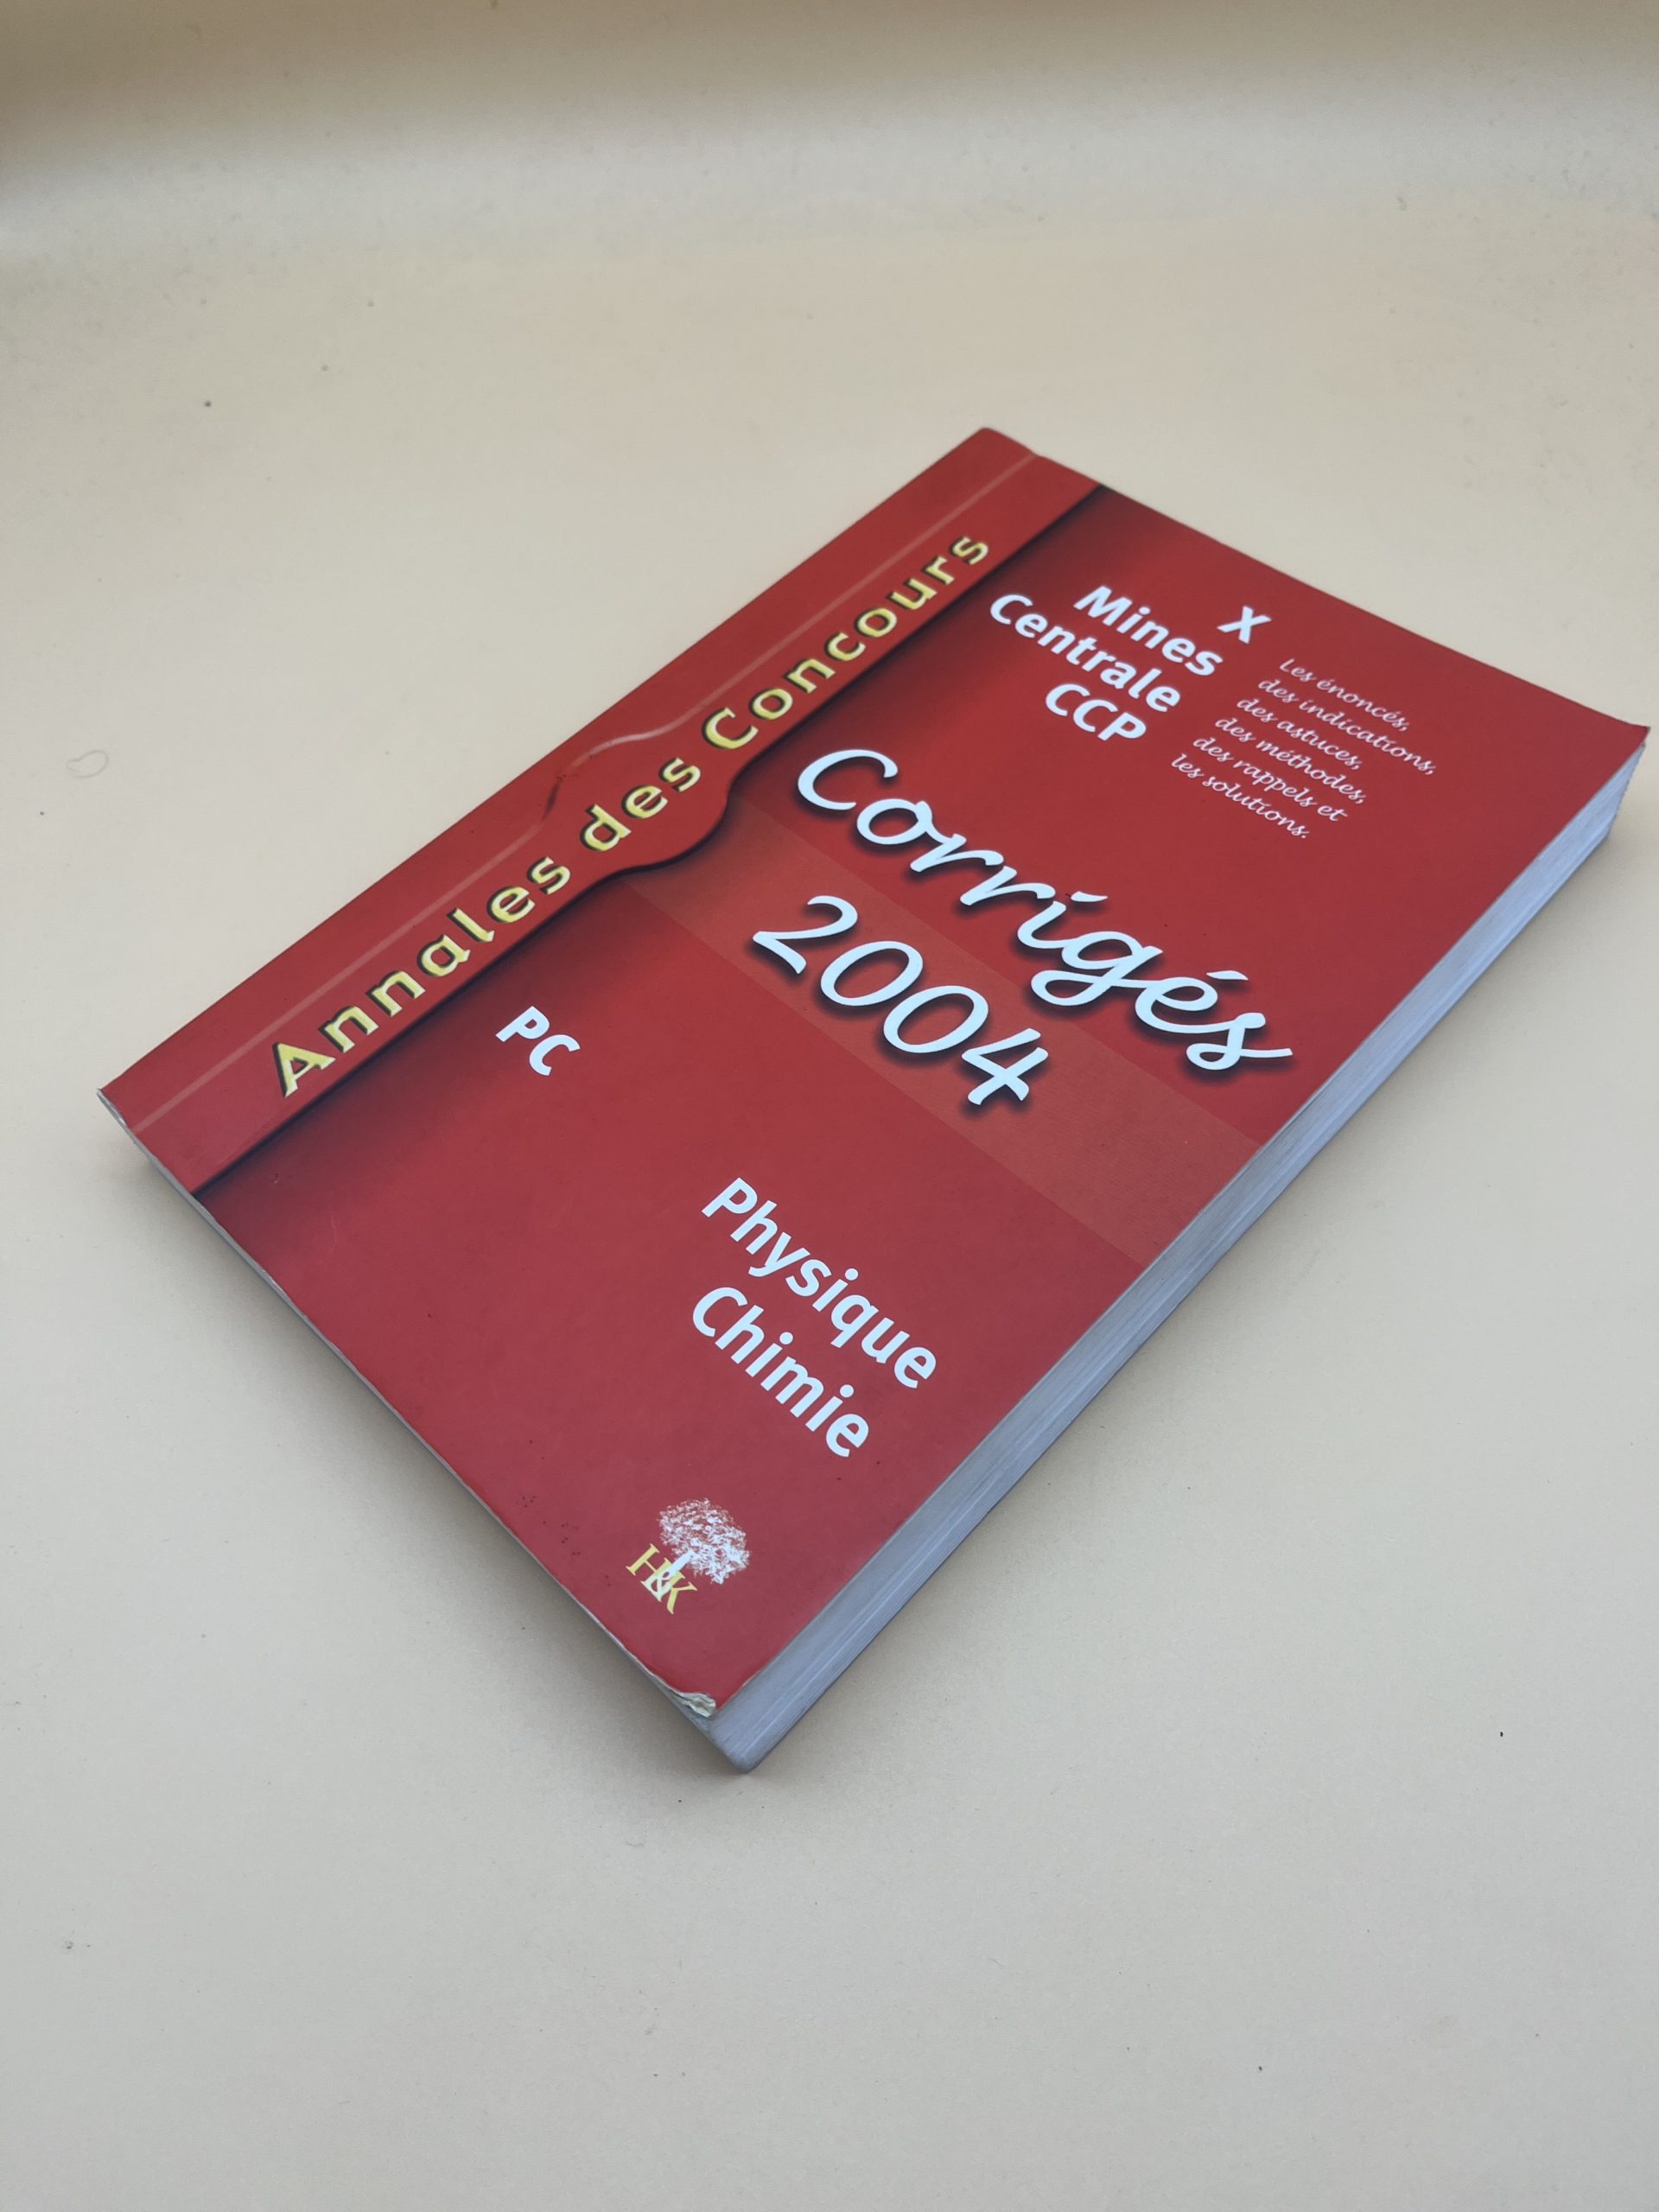 Annales des Concours
X
Mines
Centrale
CCP
Les énoncés,
des indications,
des astuces,
des méthodes,
des rappels et
les solutions.
Corrigés
2004
PC
Physique
Chimie
H&K